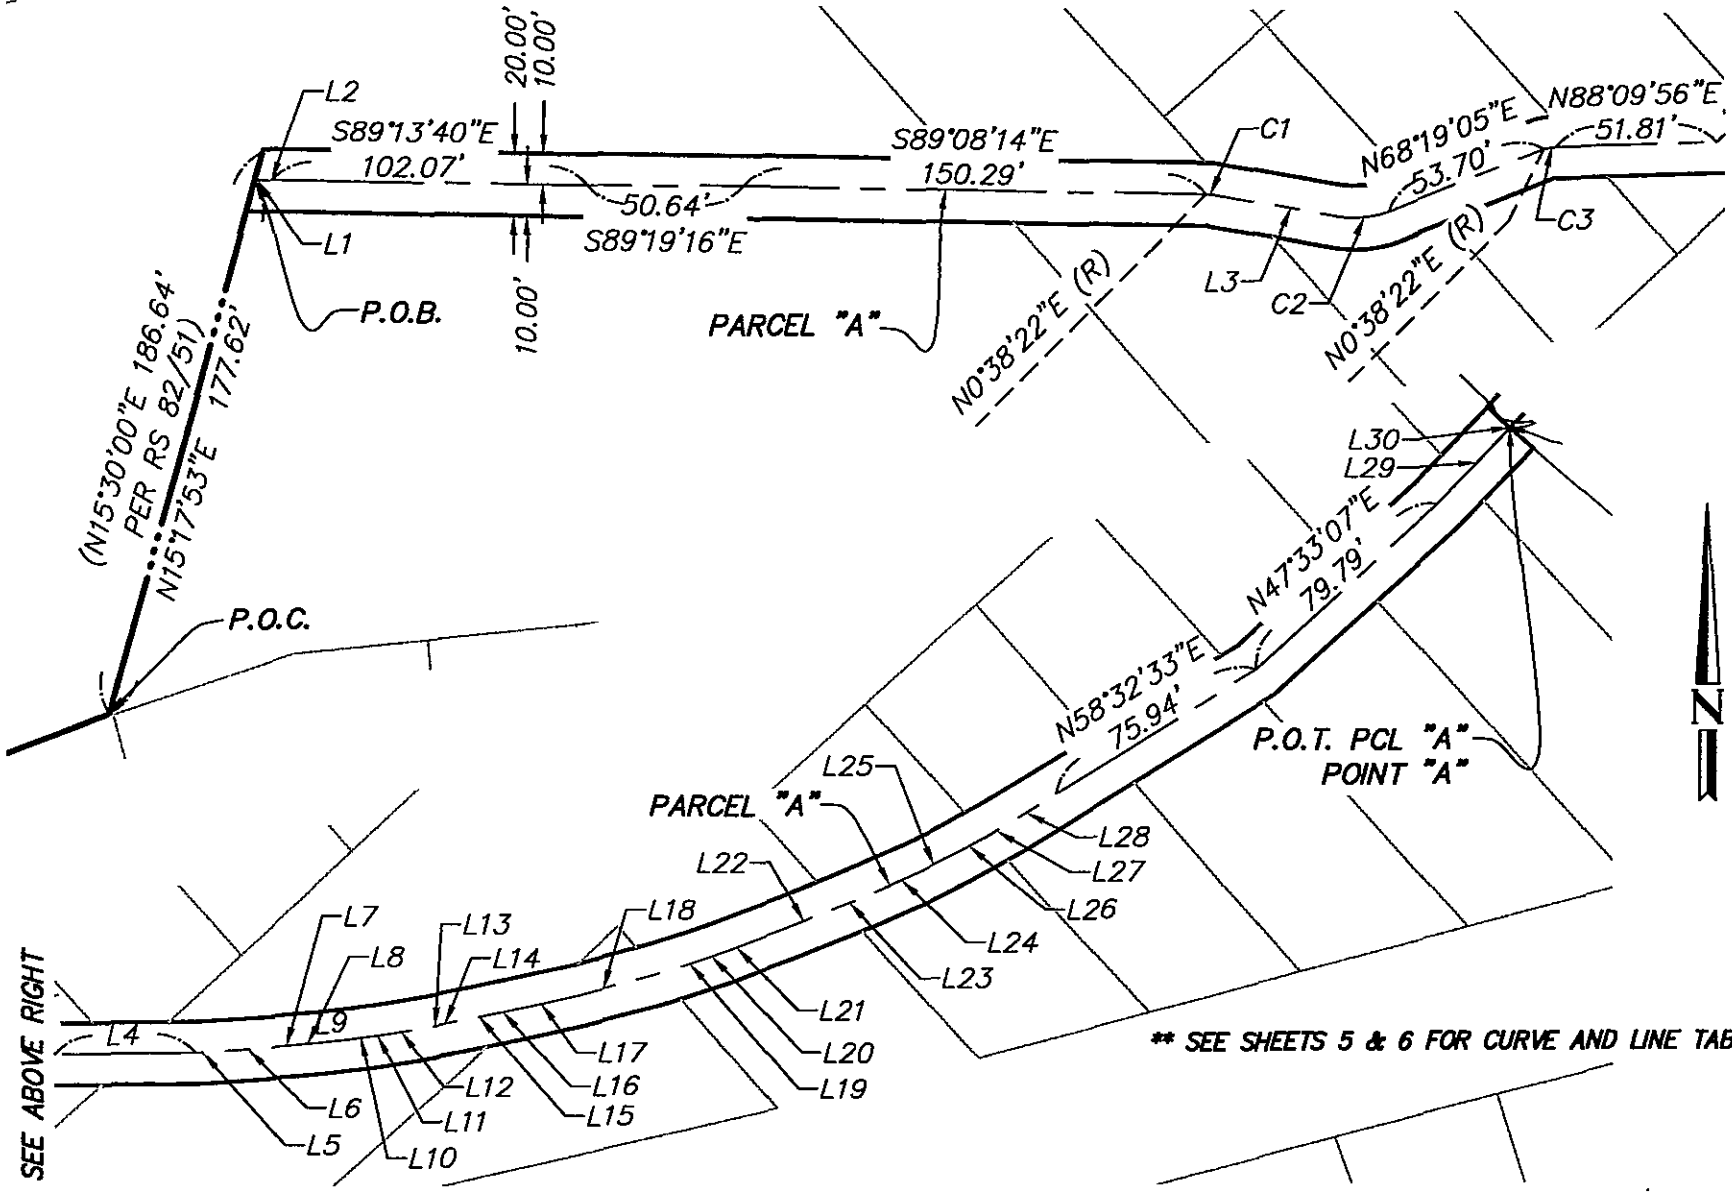 20.00'
10.00'
L2
S89°13'40"E
102.07'
S89°08'14"E
150.29'
C1
N68°19'05"E
53.70'
N88°09'56"E
51.81'
50.64'
S89°19'16"E
L1
10.00'
P.O.B.
PARCEL "A"
L3
C2
C3
N0°38'22"E (R)
N0°38'22"E (R)
(N15°30'00"E 186.64'
PER RS 82/51)
N15°17'53"E 177.62'
P.O.C.
L30
L29
N47°33'07"E
79.79'
N58°32'33"E
75.94'
P.O.T. PCL "A"
POINT "A"
N
L25
PARCEL "A"
L28
L27
L22
L26
L18
L24
L13
L7
L14
L23
L8
L21
L4
L9
L17
L20
L12
L16
L19
L6
L11
L15
L5
L10
SEE ABOVE RIGHT
** SEE SHEETS 5 & 6 FOR CURVE AND LINE TAB